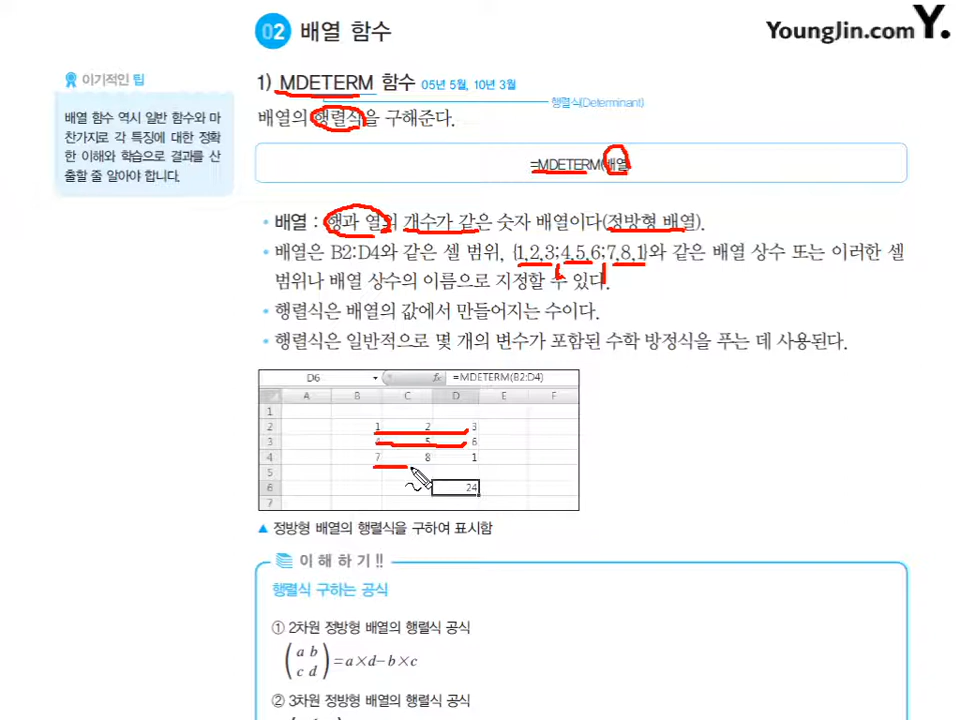 02 배열 함수
YoungJin.com Y.
이기적인 팁
배열 함수 역시 일반 함수와 마
찬가지로 각 특징에 대한 정확
한 이해와 학습으로 결과를 산
출할 줄 알아야 합니다.
1) MDETERM 함수 05년 5월, 10년 3월
행렬식(Determinant)
배열의 행렬식을 구해준다.
=MDETERM(배열
• 배열 : 행과 열의 개수가 같은 숫자 배열이다(정방형 배열).
• 배열은 B2:D4와 같은 셀 범위, {1,2,3;4,5,6;7,8,1}와 같은 배열 상수 또는 이러한 셀
범위나 배열 상수의 이름으로 지정할 수 있다.
• 행렬식은 배열의 값에서 만들어지는 수이다.
• 행렬식은 일반적으로 몇 개의 변수가 포함된 수학 방정식을 푸는 데 사용된다.
D6 fx =MDETERM(B2:D4)
A B C D E F
1
2 1 2 3
3 4 5 6
4 7 8 1
5
6 24
7
▲ 정방형 배열의 행렬식을 구하여 표시함
이해하기!!
행렬식 구하는 공식
① 2차원 정방형 배열의 행렬식 공식
(a b
c d) =a×d-b×c
② 3차원 정방형 배열의 행렬식 공식